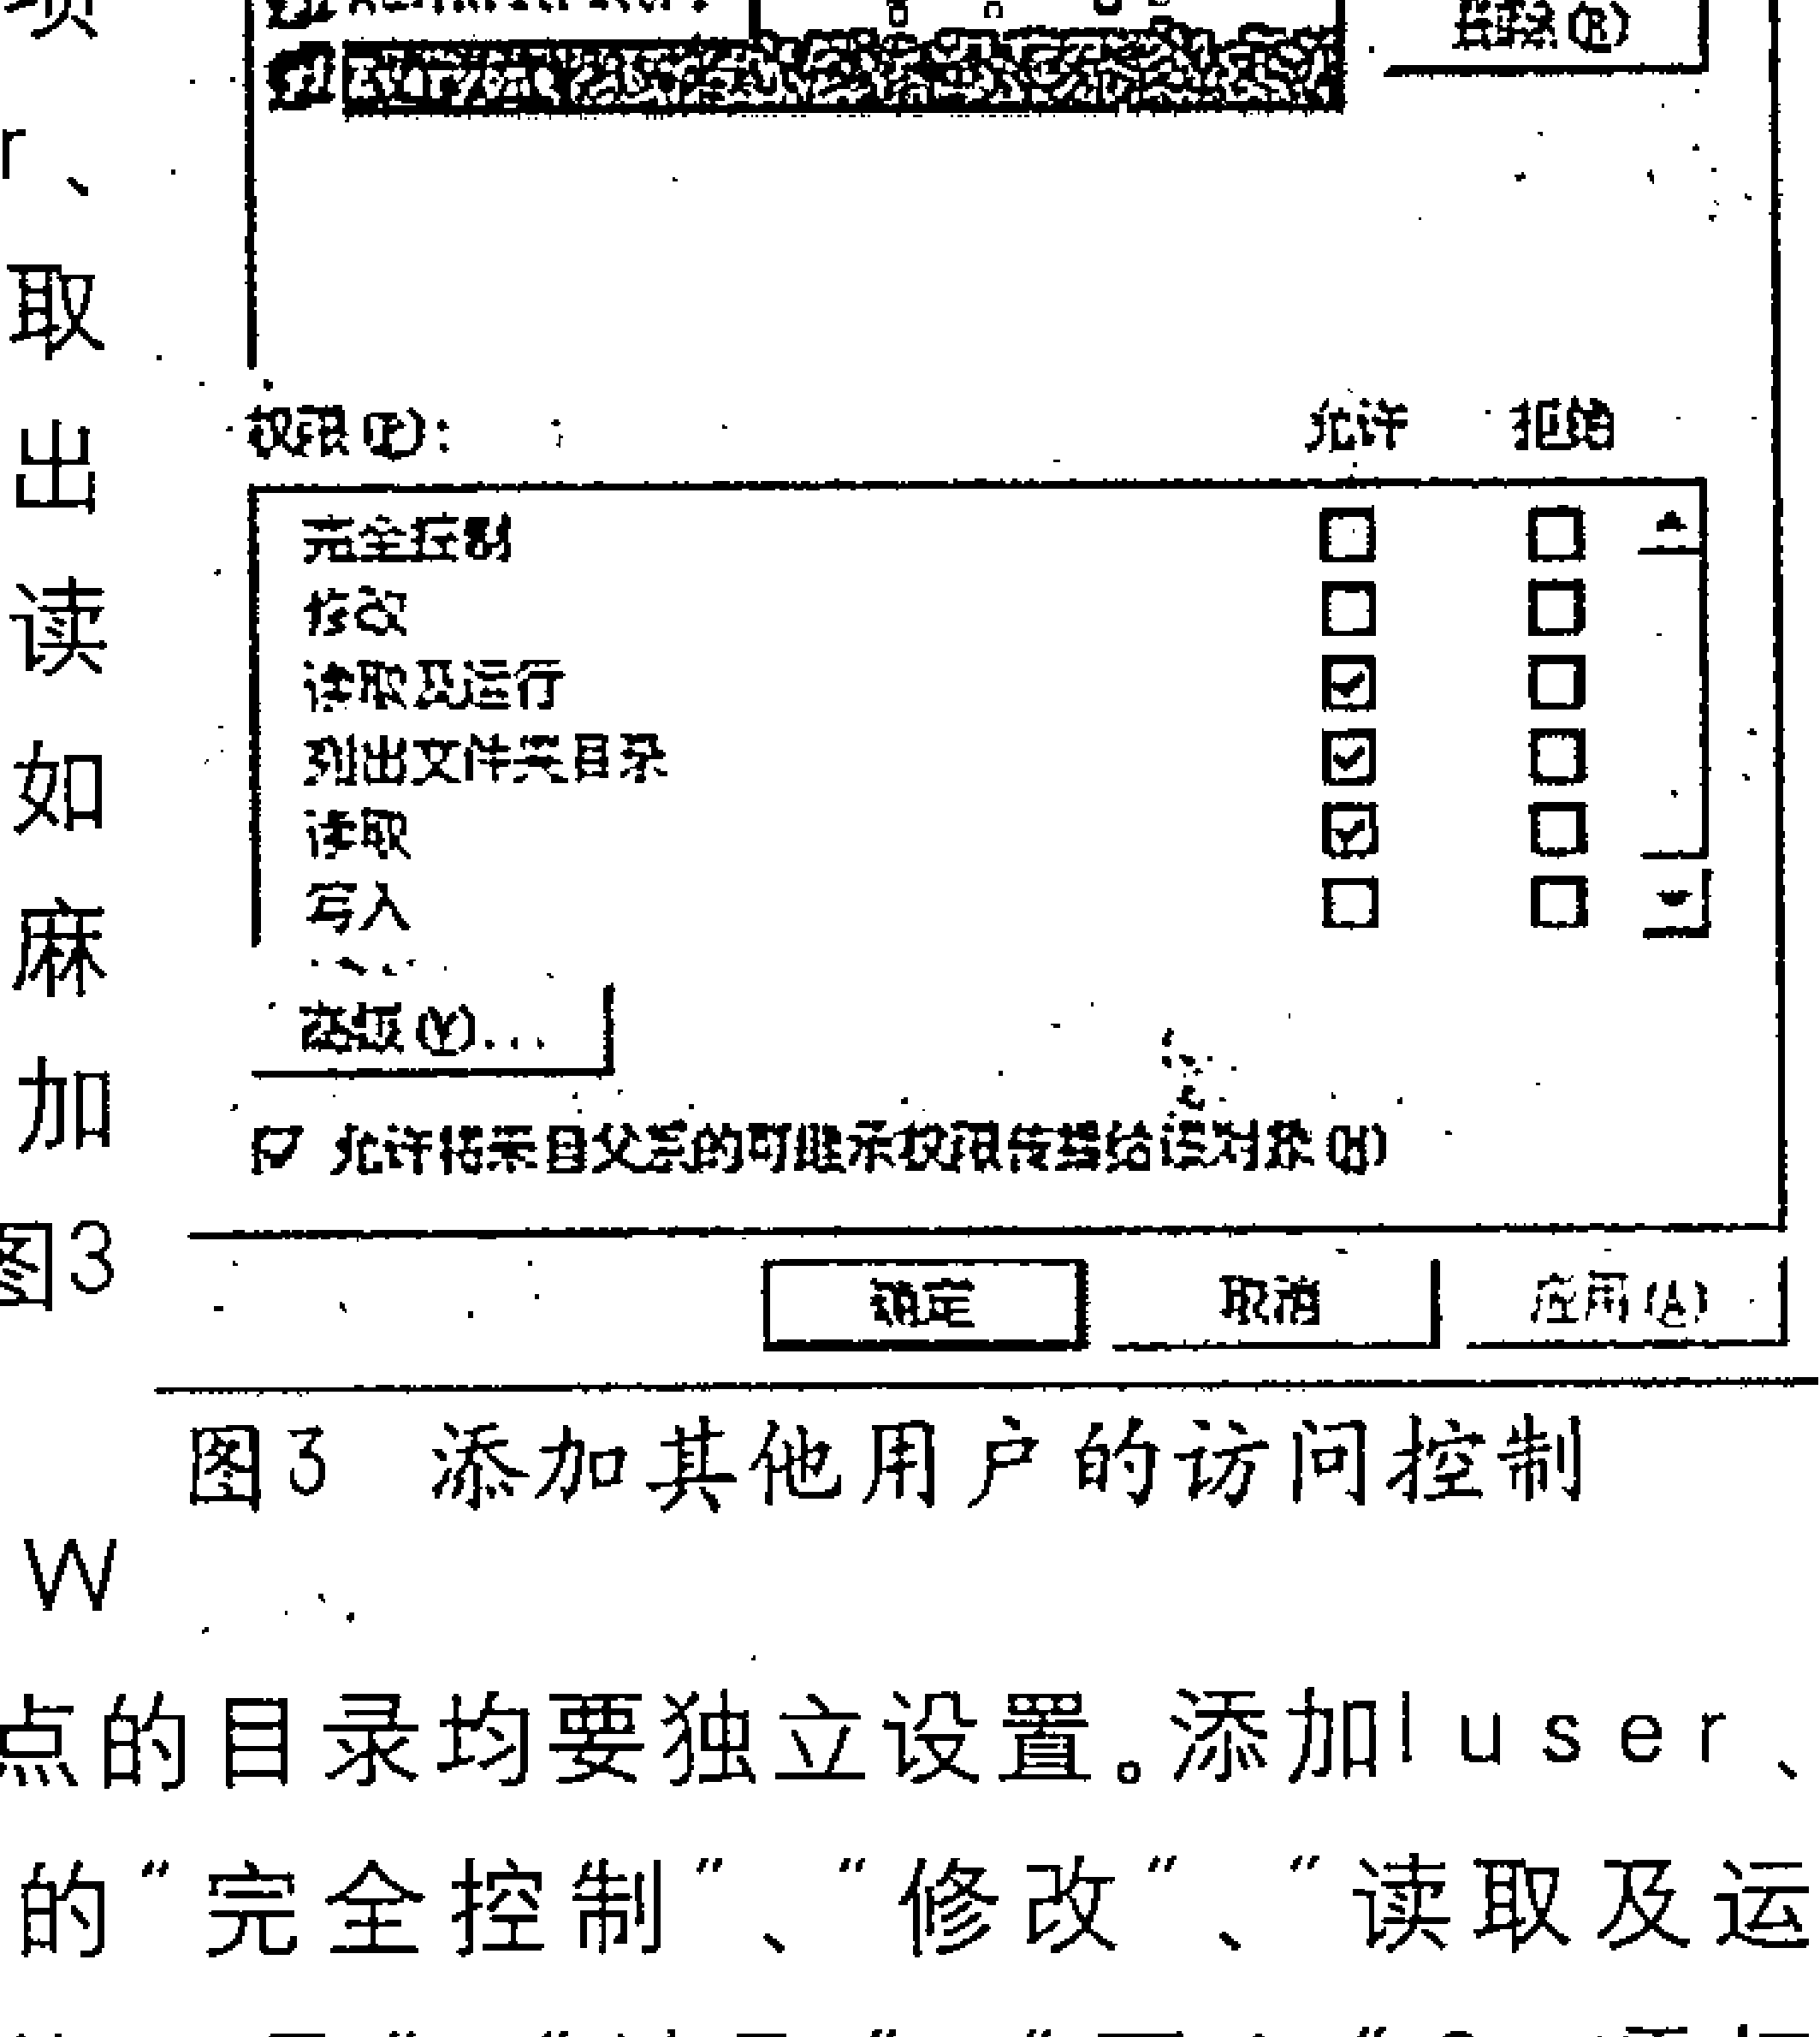 r、
取
出
读
如
麻
加
图3
W
删除(R)
权限(P): 允许 拒绝
完全控制
修改
读取及运行
列出文件夹目录
读取
写入
高级(V)...
允许将来自父系的可继承权限传播给该对象(H)
确定 取消 应用(A)
图3 添加其他用户的访问控制
点的目录均要独立设置。添加luser、
的“完全控制”、“修改”、“读取及运